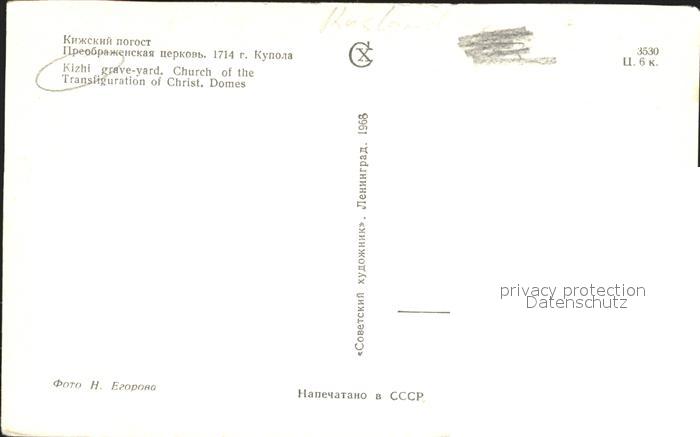 Кижский погост
Преображенская церковь. 1714 г. Купола
Kizhi grave-yard. Church of the
Transfiguration of Christ. Domes
СХ
3530
Ц. 6 к.
«Советский художник». Ленинград. 1968
privacy protection
Datenschutz
Фото Н. Егорова
Напечатано в СССР